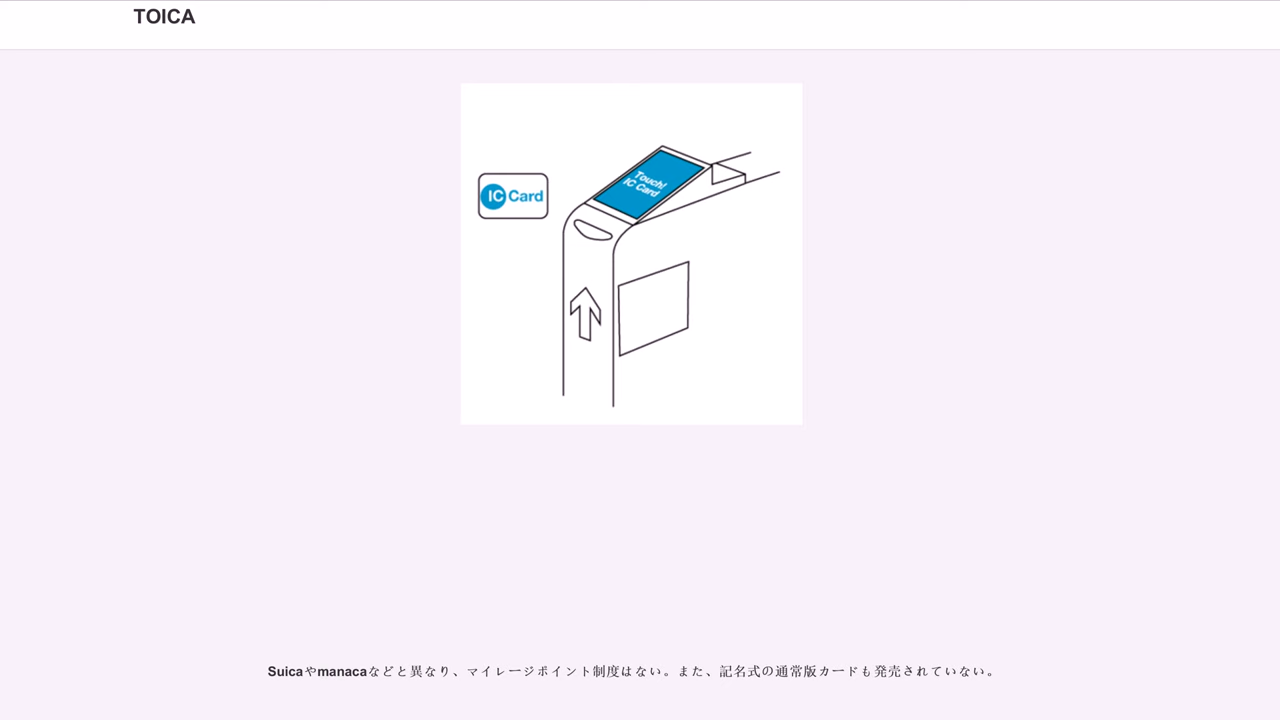 TOICA
Touch!
IC Card
IC Card
Suicaやmanacaなどと異なり、マイレージポイント制度はない。また、記名式の通常版カードも発売されていない。